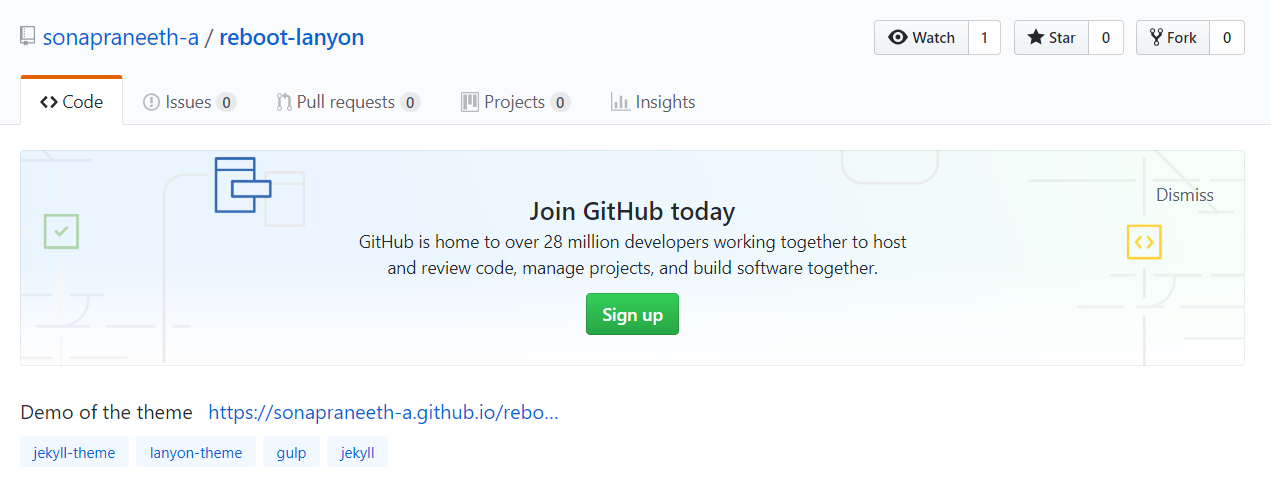 sonapraneeth-a / reboot-lanyon
Watch 1 Star 0 Fork 0
Code Issues 0 Pull requests 0 Projects 0 Insights
Dismiss
Join GitHub today
GitHub is home to over 28 million developers working together to host
and review code, manage projects, and build software together.
Sign up
Demo of the theme https://sonapraneeth-a.github.io/rebo…
jekyll-theme lanyon-theme gulp jekyll